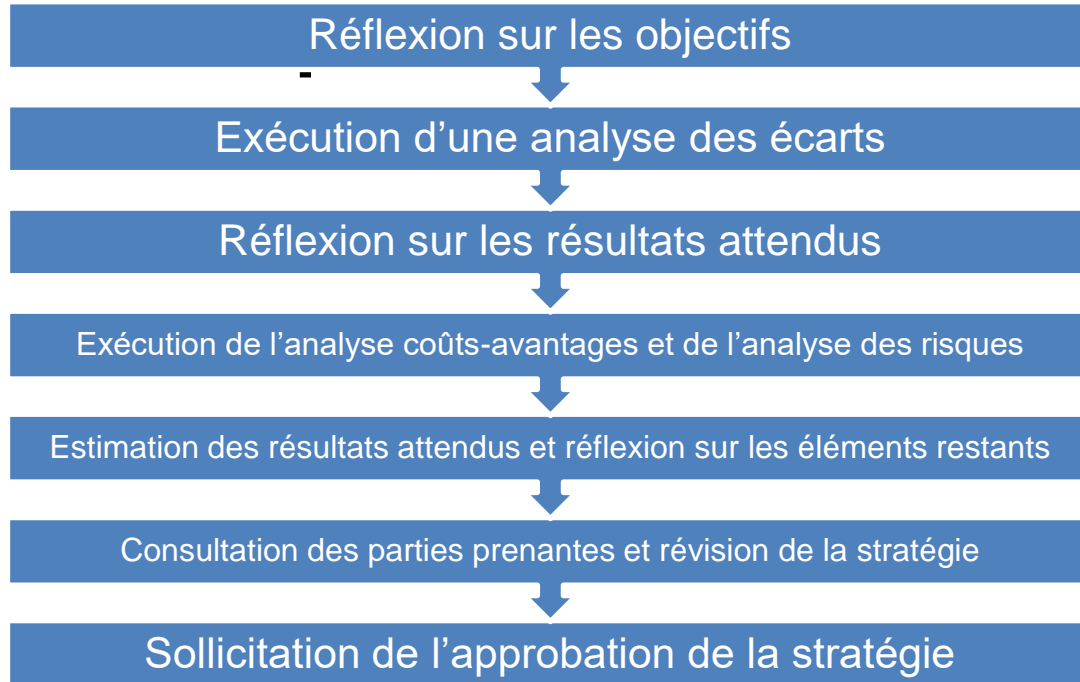 Réflexion sur les objectifs
Exécution d’une analyse des écarts
Réflexion sur les résultats attendus
Exécution de l’analyse coûts-avantages et de l’analyse des risques
Estimation des résultats attendus et réflexion sur les éléments restants
Consultation des parties prenantes et révision de la stratégie
Sollicitation de l’approbation de la stratégie